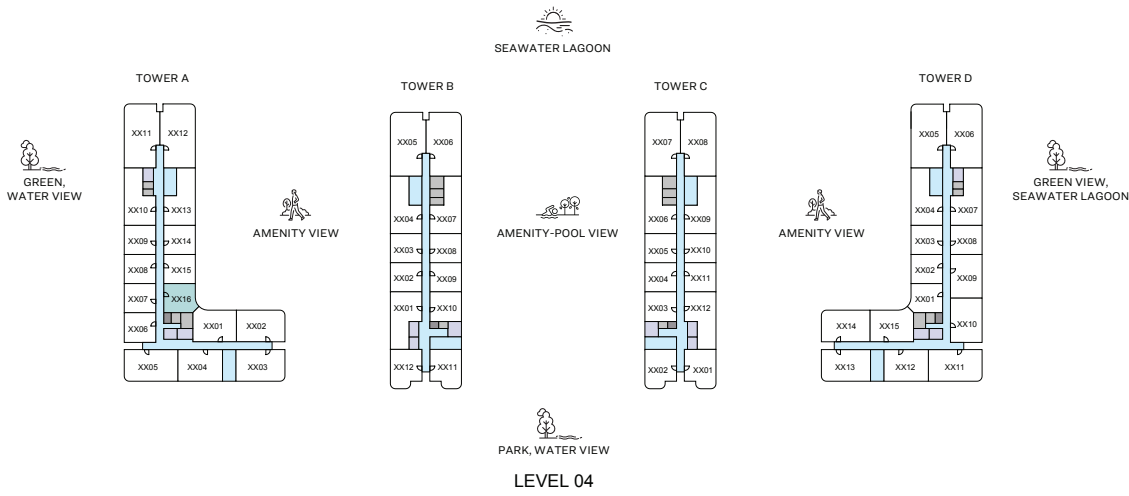 SEAWATER LAGOON
TOWER A
TOWER B
TOWER C
TOWER D
XX11 XX12
XX05 XX06
XX07 XX08
XX05 XX06
GREEN,
WATER VIEW
GREEN VIEW,
SEAWATER LAGOON
XX10 XX13
XX04 XX07
XX06 XX09
XX04 XX07
AMENITY VIEW
AMENITY-POOL VIEW
AMENITY VIEW
XX09 XX14
XX03 XX08
XX05 XX10
XX03 XX08
XX08 XX15
XX02 XX09
XX04 XX11
XX02 XX09
XX07 XX16
XX01 XX10
XX03 XX12
XX01
XX06 XX01 XX02
XX14 XX15 XX10
XX05 XX04 XX03
XX12 XX11
XX02 XX01
XX13 XX12 XX11
PARK, WATER VIEW
LEVEL 04